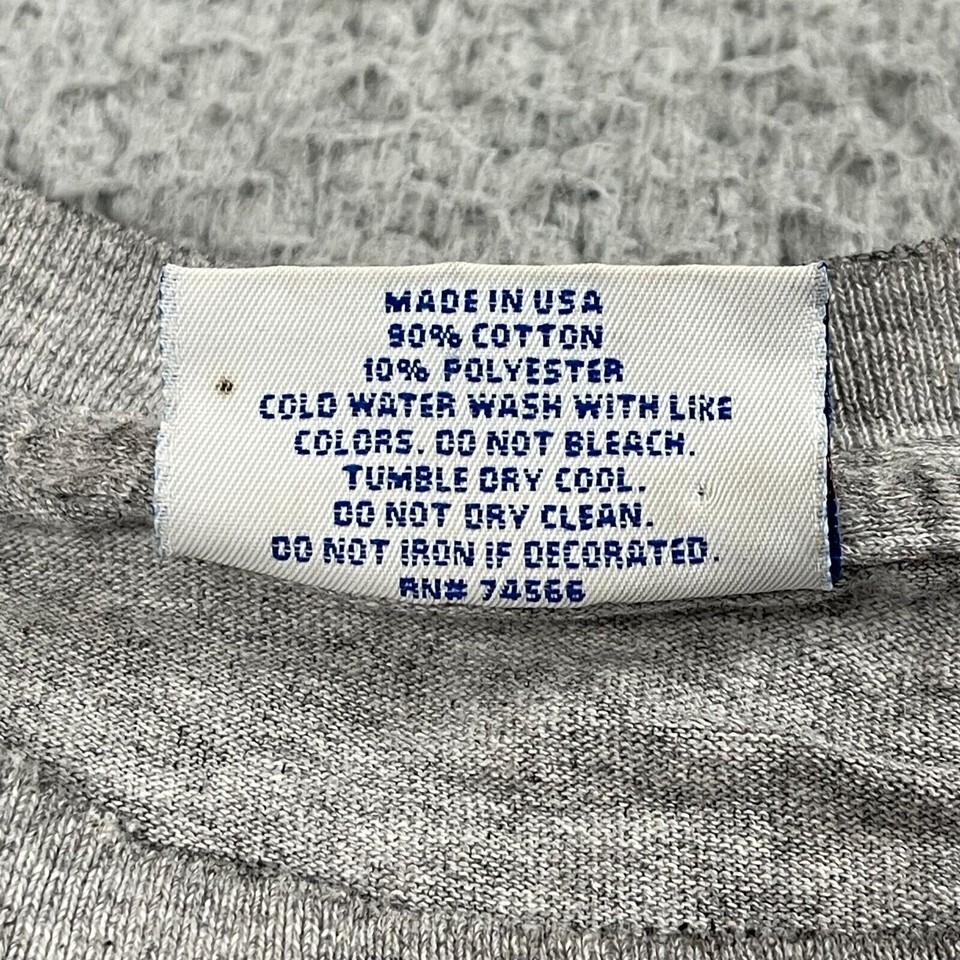 MADE IN USA
90% COTTON
10% POLYESTER
COLD WATER WASH WITH LIKE
COLORS. DO NOT BLEACH.
TUMBLE DRY COOL.
DO NOT DRY CLEAN.
DO NOT IRON IF DECORATED.
RN# 74566